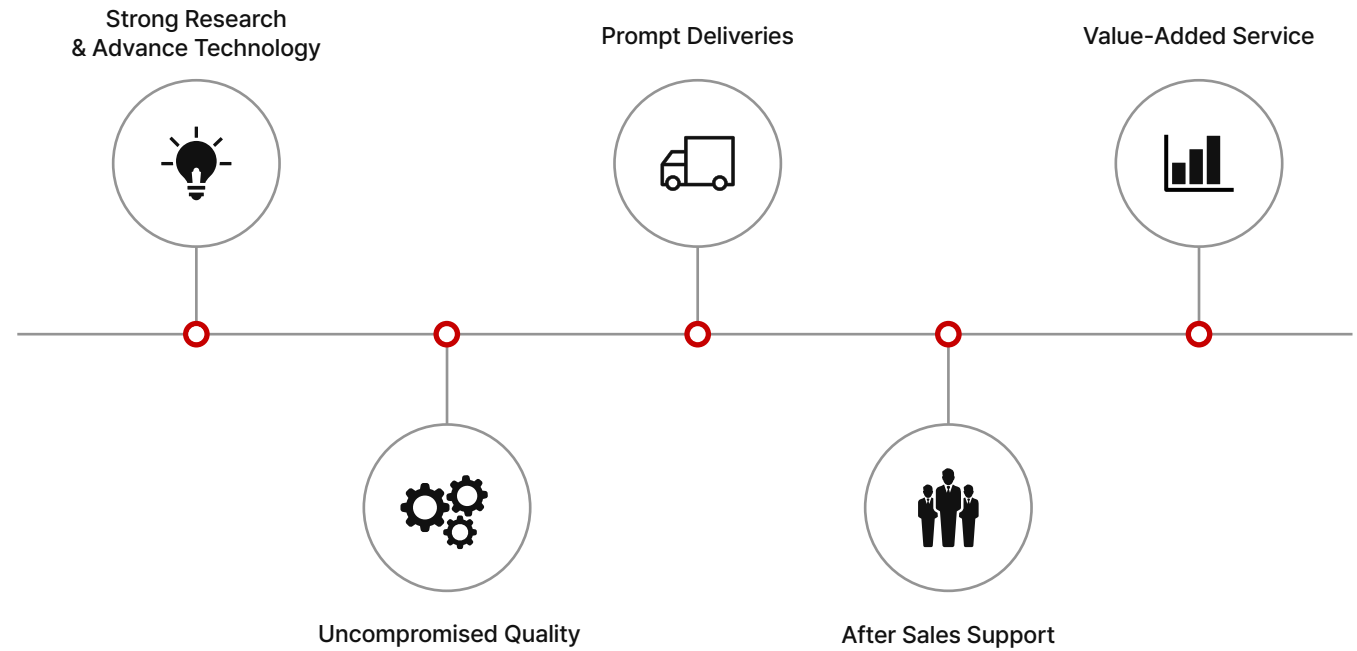 Strong Research
& Advance Technology
Prompt Deliveries
Value-Added Service
Uncompromised Quality
After Sales Support